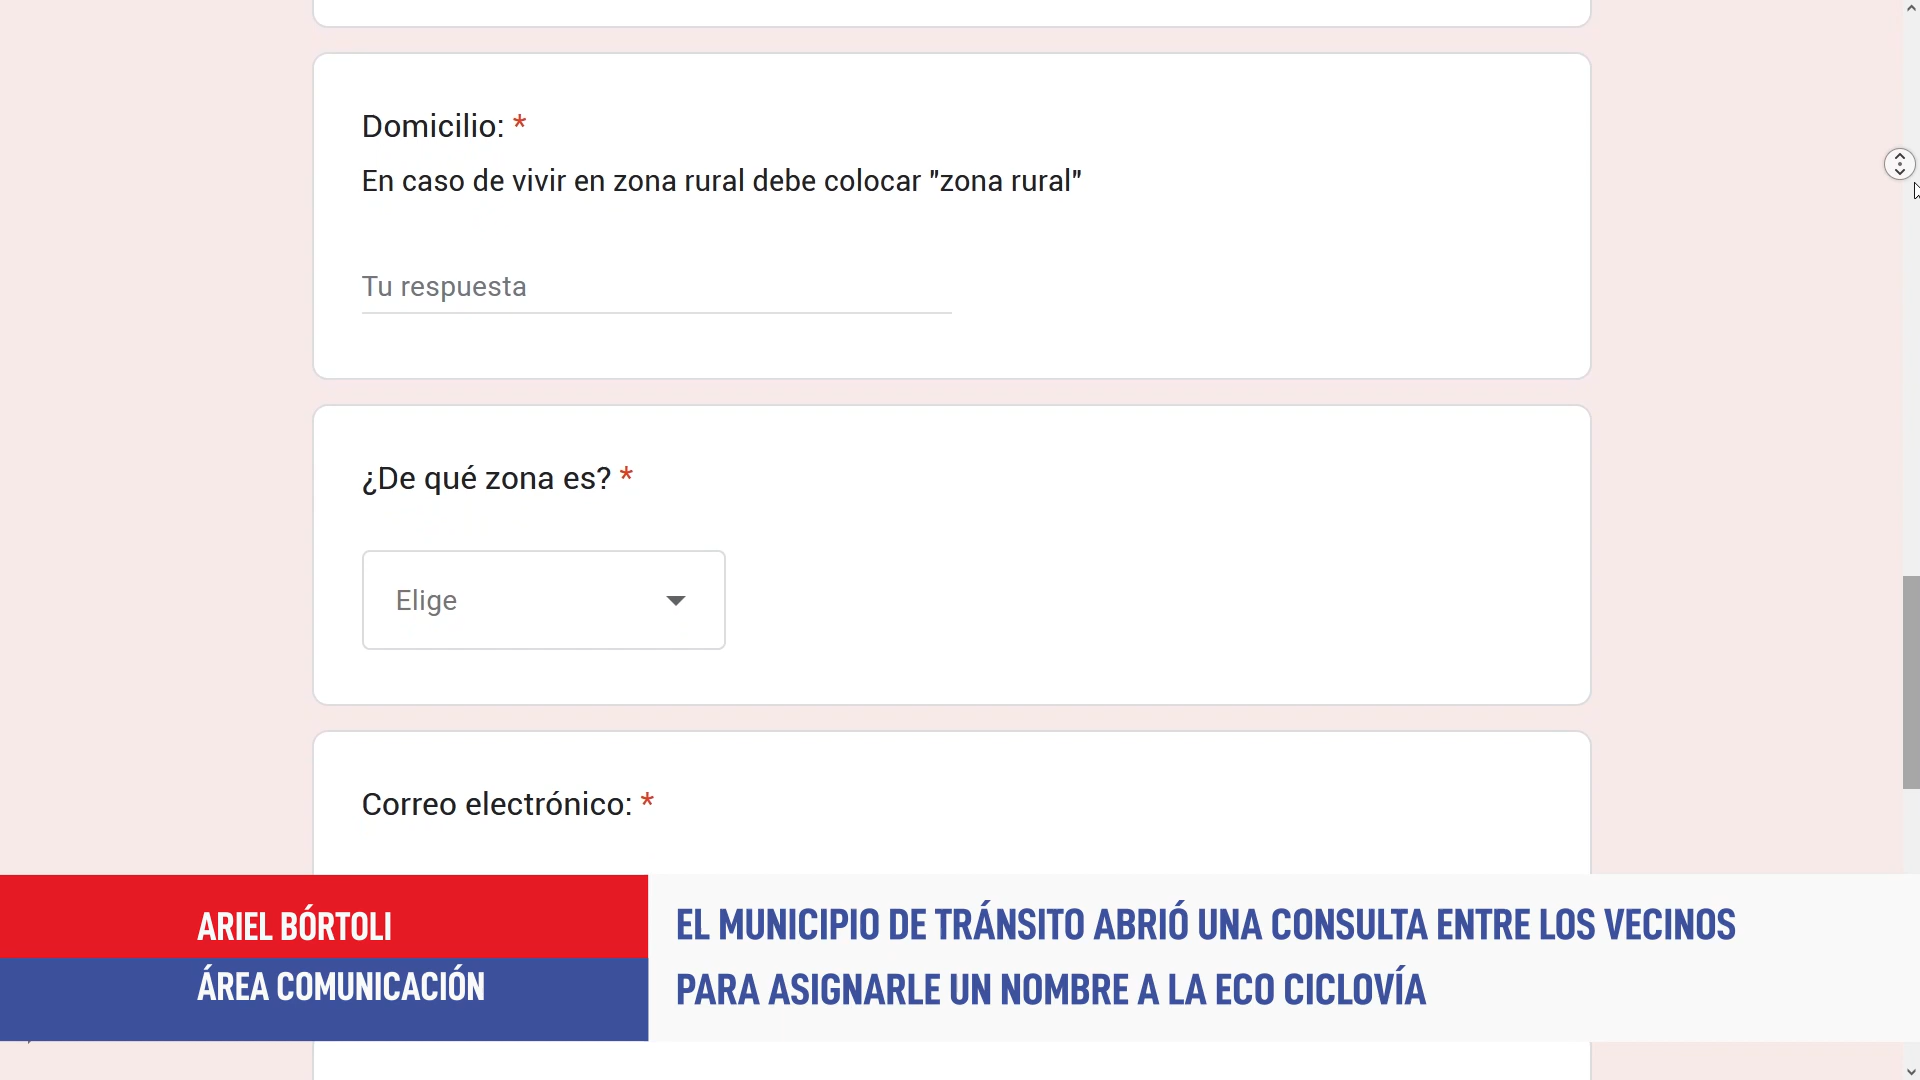 Domicilio: *
En caso de vivir en zona rural debe colocar "zona rural"
Tu respuesta
¿De qué zona es? *
Elige
Correo electrónico: *
ARIEL BÓRTOLI
ÁREA COMUNICACIÓN
EL MUNICIPIO DE TRÁNSITO ABRIÓ UNA CONSULTA ENTRE LOS VECINOS
PARA ASIGNARLE UN NOMBRE A LA ECO CICLOVÍA